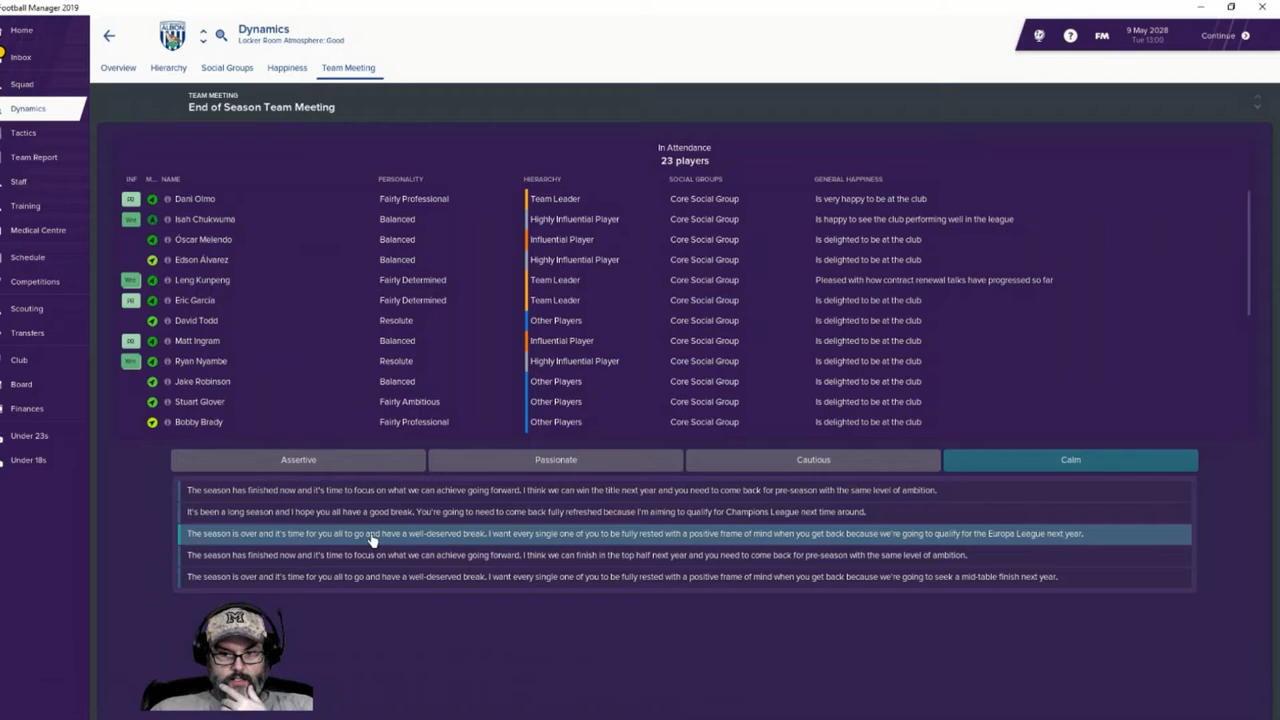 Football Manager 2019
Home
Inbox
Squad
Dynamics
Tactics
Team Report
Staff
Training
Medical Centre
Schedule
Competitions
Scouting
Transfers
Club
Board
Finances
Under 23s
Under 18s
ALBION
Dynamics
Locker Room Atmosphere: Good
FM
9 May 2028
Tue 13:00
Continue
Overview Hierarchy Social Groups Happiness Team Meeting
TEAM MEETING
End of Season Team Meeting
In Attendance
23 players
INF M... NAME PERSONALITY HIERARCHY SOCIAL GROUPS GENERAL HAPPINESS
PR Dani Olmo Fairly Professional Team Leader Core Social Group Is very happy to be at the club
Wnt Isah Chukwuma Balanced Highly Influential Player Core Social Group Is happy to see the club performing well in the league
Óscar Melendo Balanced Influential Player Core Social Group Is delighted to be at the club
Edson Álvarez Balanced Highly Influential Player Core Social Group Is delighted to be at the club
Wnt Leng Kunpeng Fairly Determined Team Leader Core Social Group Pleased with how contract renewal talks have progressed so far
PR Eric García Fairly Determined Team Leader Core Social Group Is delighted to be at the club
David Todd Resolute Other Players Core Social Group Is delighted to be at the club
PR Matt Ingram Balanced Influential Player Core Social Group Is delighted to be at the club
Wnt Ryan Nyambe Resolute Highly Influential Player Core Social Group Is delighted to be at the club
Jake Robinson Balanced Other Players Core Social Group Is delighted to be at the club
Stuart Glover Fairly Ambitious Other Players Core Social Group Is delighted to be at the club
Bobby Brady Fairly Professional Other Players Core Social Group Is delighted to be at the club
Assertive Passionate Cautious Calm
The season has finished now and it's time to focus on what we can achieve going forward. I think we can win the title next year and you need to come back for pre-season with the same level of ambition.
It's been a long season and I hope you all have a good break. You're going to need to come back fully refreshed because I'm aiming to qualify for Champions League next time around.
The season is over and it's time for you all to go and have a well-deserved break. I want every single one of you to be fully rested with a positive frame of mind when you get back because we're going to qualify for the Europa League next year.
The season has finished now and it's time to focus on what we can achieve going forward. I think we can finish in the top half next year and you need to come back for pre-season with the same level of ambition.
The season is over and it's time for you all to go and have a well-deserved break. I want every single one of you to be fully rested with a positive frame of mind when you get back because we're going to seek a mid-table finish next year.
M